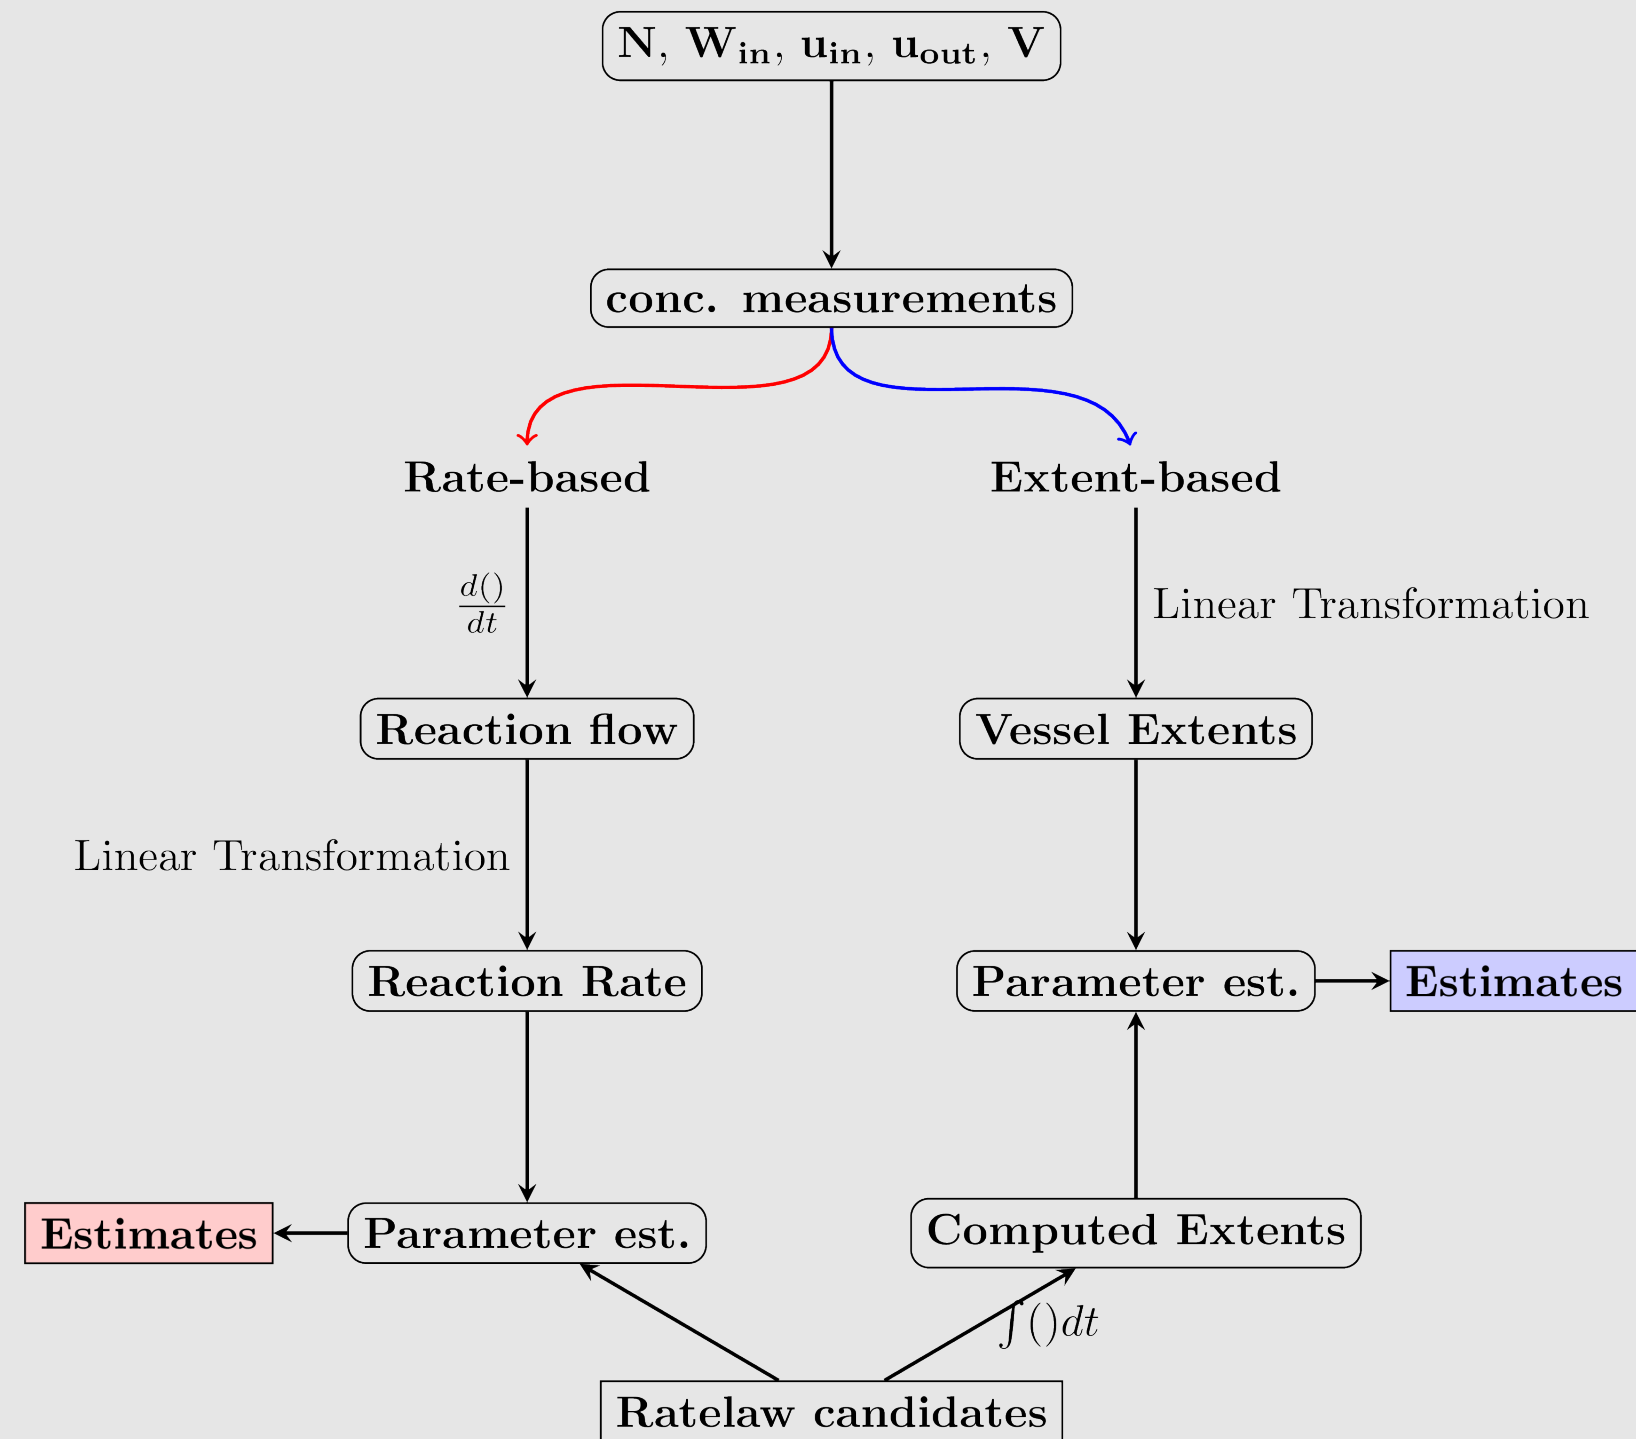 N, W_in, u_in, u_out, V
conc. measurements
Rate-based
Extent-based
d()/dt
Linear Transformation
Reaction flow
Vessel Extents
Linear Transformation
Reaction Rate
Parameter est.
Estimates
Estimates
Parameter est.
Computed Extents
∫()dt
Ratelaw candidates